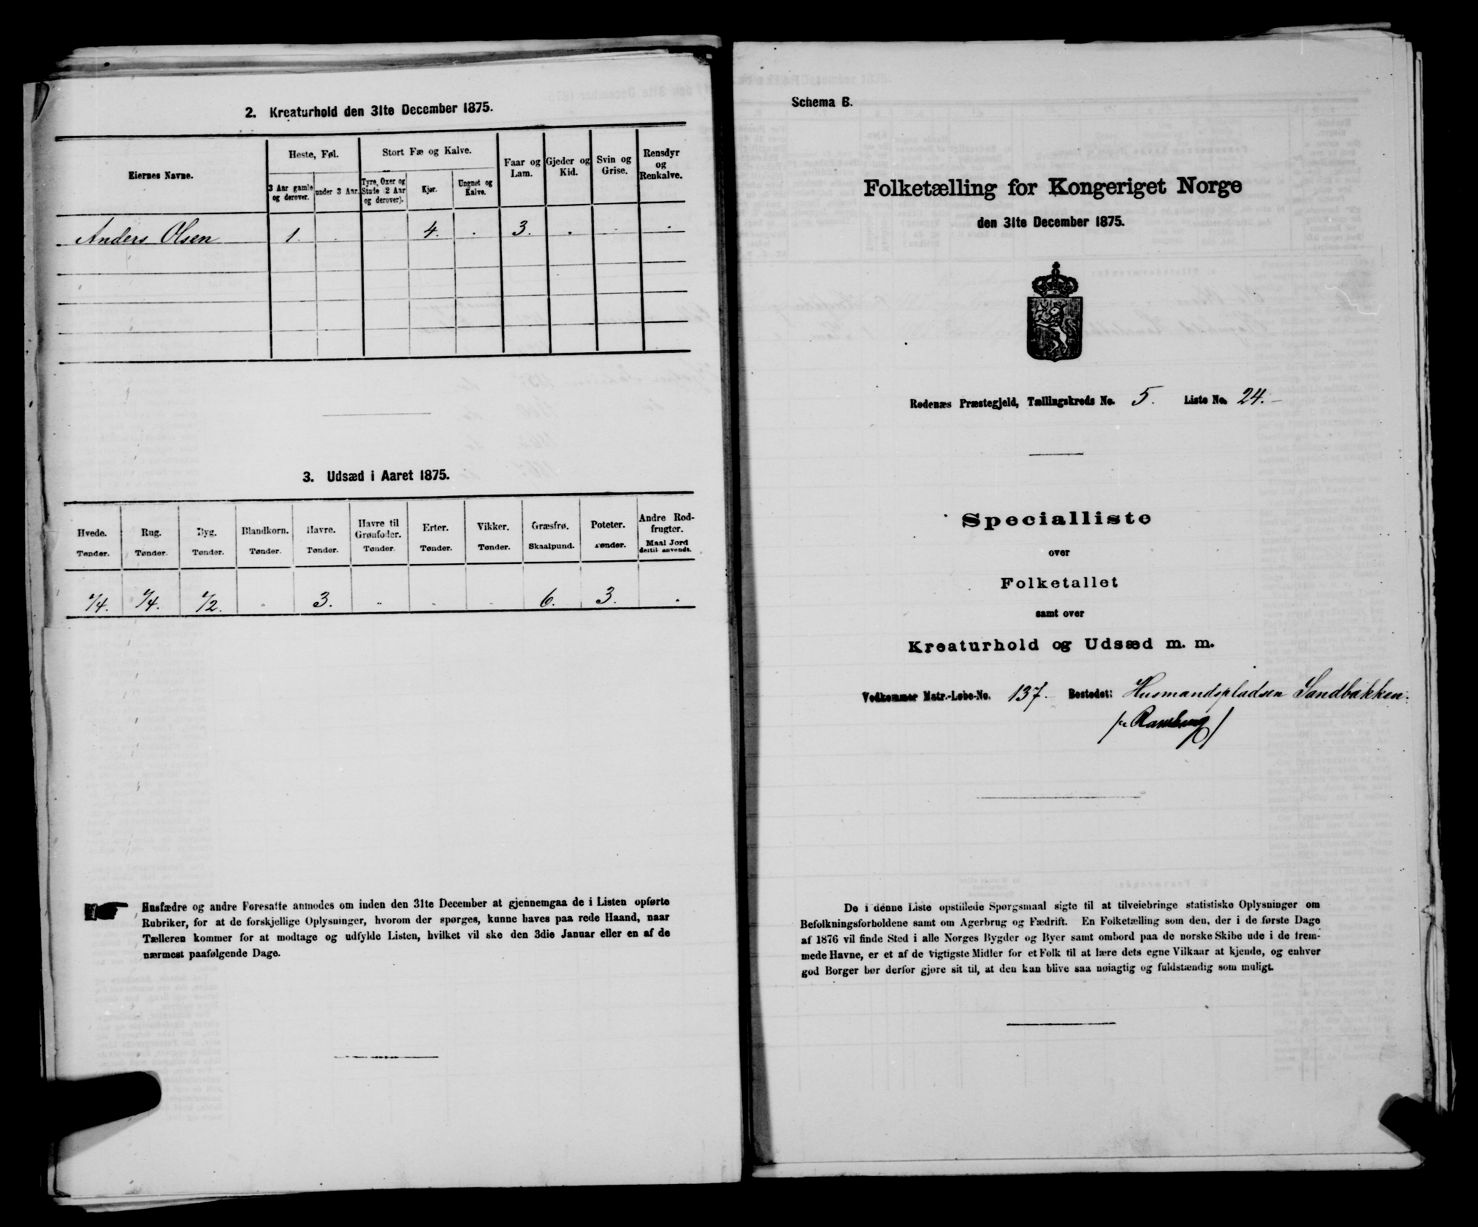 2. Kreaturhold den 31te December 1875.
Eiernes Navne.
Heste, Føl.
Stort Fæ og Kalve.
Faar og Lam.
Gjeder og Kid.
Svin og Grise.
Rensdyr og Renkalve.
3 Aar gamle og derover.
under 3 Aar.
Tyre, Oxer og Stude 2 Aar og derover).
Kjør.
Ungnøt og Kalve.
Anders Olsen 1. . 4. . 3. . . .
3. Udsæd i Aaret 1875.
Hvede. Rug. Byg. Blandkorn. Havre. Havre til Grønfoder. Erter. Vikker. Græsfrø. Poteter. Andre Rodfrugter.
Tønder. Tønder. Tønder. Tønder. Tønder. Tønder. Tønder. Tønder. Skaalpund. Tønder. Maal Jord dertil anvendt.
1/4. 1/4. 1/2. . 3. .. . . 6. 3. .
Husfædre og andre Foresatte anmodes om inden den 31te December at gjennemgaa de i Listen opførte
Rubriker, for at de forskjellige Oplysninger, hvorom der spørges, kunne haves paa rede Haand, naar
Tælleren kommer for at modtage og udfylde Listen, hvilket vil ske den 3die Januar eller en af de
nærmest paafølgende Dage.
Schema B.
Folketælling for Kongeriget Norge
den 31te December 1875.
Rødenæs Præstegjeld, Tællingskreds No. 5. Liste No. 24.
Specialliste
over
Folketallet
samt over
Kreaturhold og Udsæd m. m.
Vedkommer Matr.-Løbe-No. 137. Bostedet: Husmandspladsen Sandbakken.
De i denne Liste opstillede Spørgsmaal sigte til at tilveiebringe statistiske Oplysninger om
Befolkningsforholdene samt om Agerbrug og Fædrift. En Folketælling som den, der i de første Dage
af 1876 vil finde Sted i alle Norges Bygder og Byer samt ombord paa de norske Skibe ude i de frem-
mede Havne, er et af de vigtigste Midler for et Folk til at lære dets egne Vilkaar at kjende, og enhver
god Borger bør derfor gjøre sit til, at den kan blive saa nøiagtig og fuldstændig som muligt.